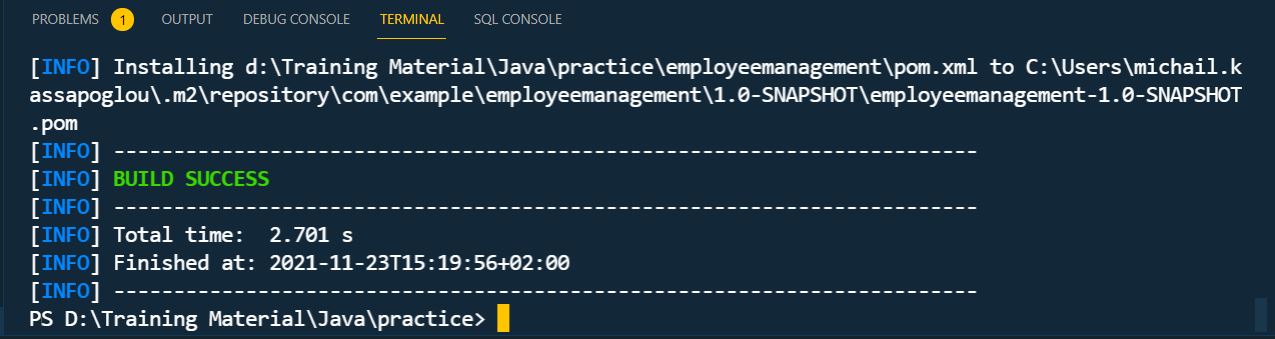 PROBLEMS 1 OUTPUT DEBUG CONSOLE TERMINAL SQL CONSOLE
[INFO] Installing d:\Training Material\Java\practice\employeemanagement\pom.xml to C:\Users\michail.k
assapoglou\.m2\repository\com\example\employeemanagement\1.0-SNAPSHOT\employeemanagement-1.0-SNAPSHOT
.pom
[INFO] ------------------------------------------------------------------------
[INFO] BUILD SUCCESS
[INFO] ------------------------------------------------------------------------
[INFO] Total time:  2.701 s
[INFO] Finished at: 2021-11-23T15:19:56+02:00
[INFO] ------------------------------------------------------------------------
PS D:\Training Material\Java\practice>